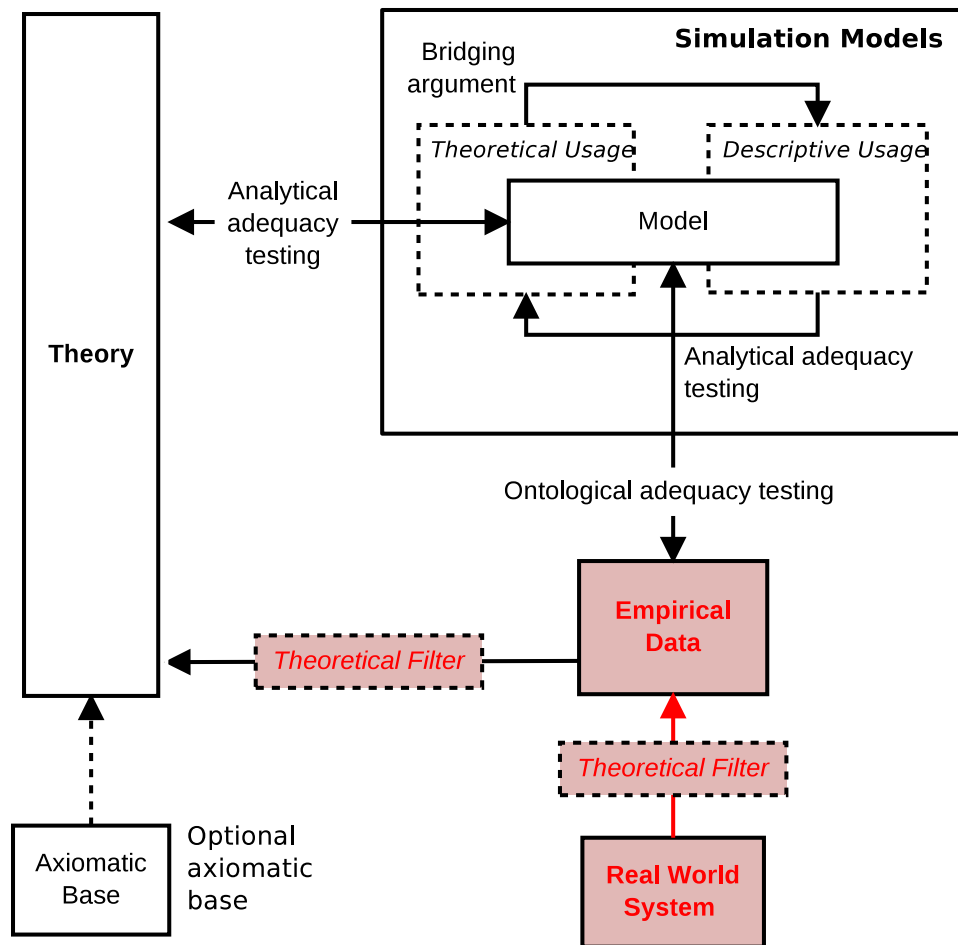 Simulation Models
Bridging
argument
Theoretical Usage
Descriptive Usage
Analytical
adequacy
testing
Model
Theory
Analytical adequacy
testing
Ontological adequacy testing
Empirical
Data
Theoretical Filter
Theoretical Filter
Axiomatic
Base
Optional
axiomatic
base
Real World
System